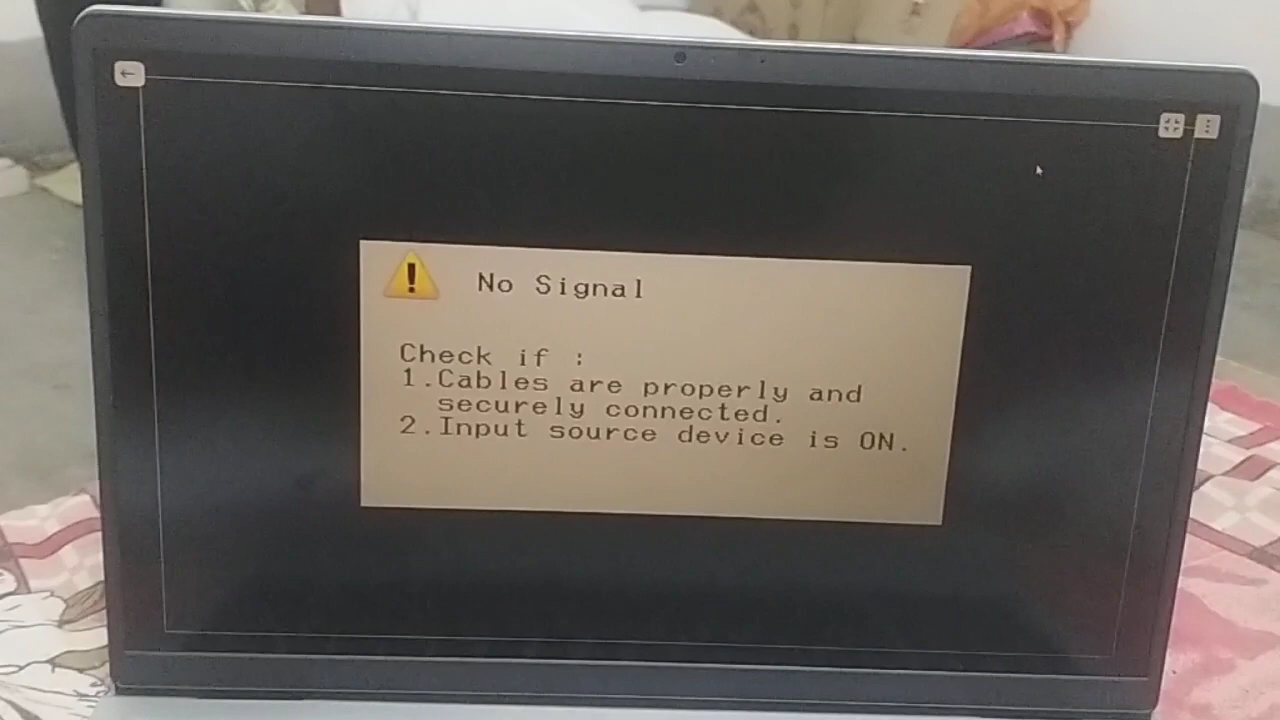 No Signal
Check if :
1.Cables are properly and
securely connected.
2.Input source device is ON.